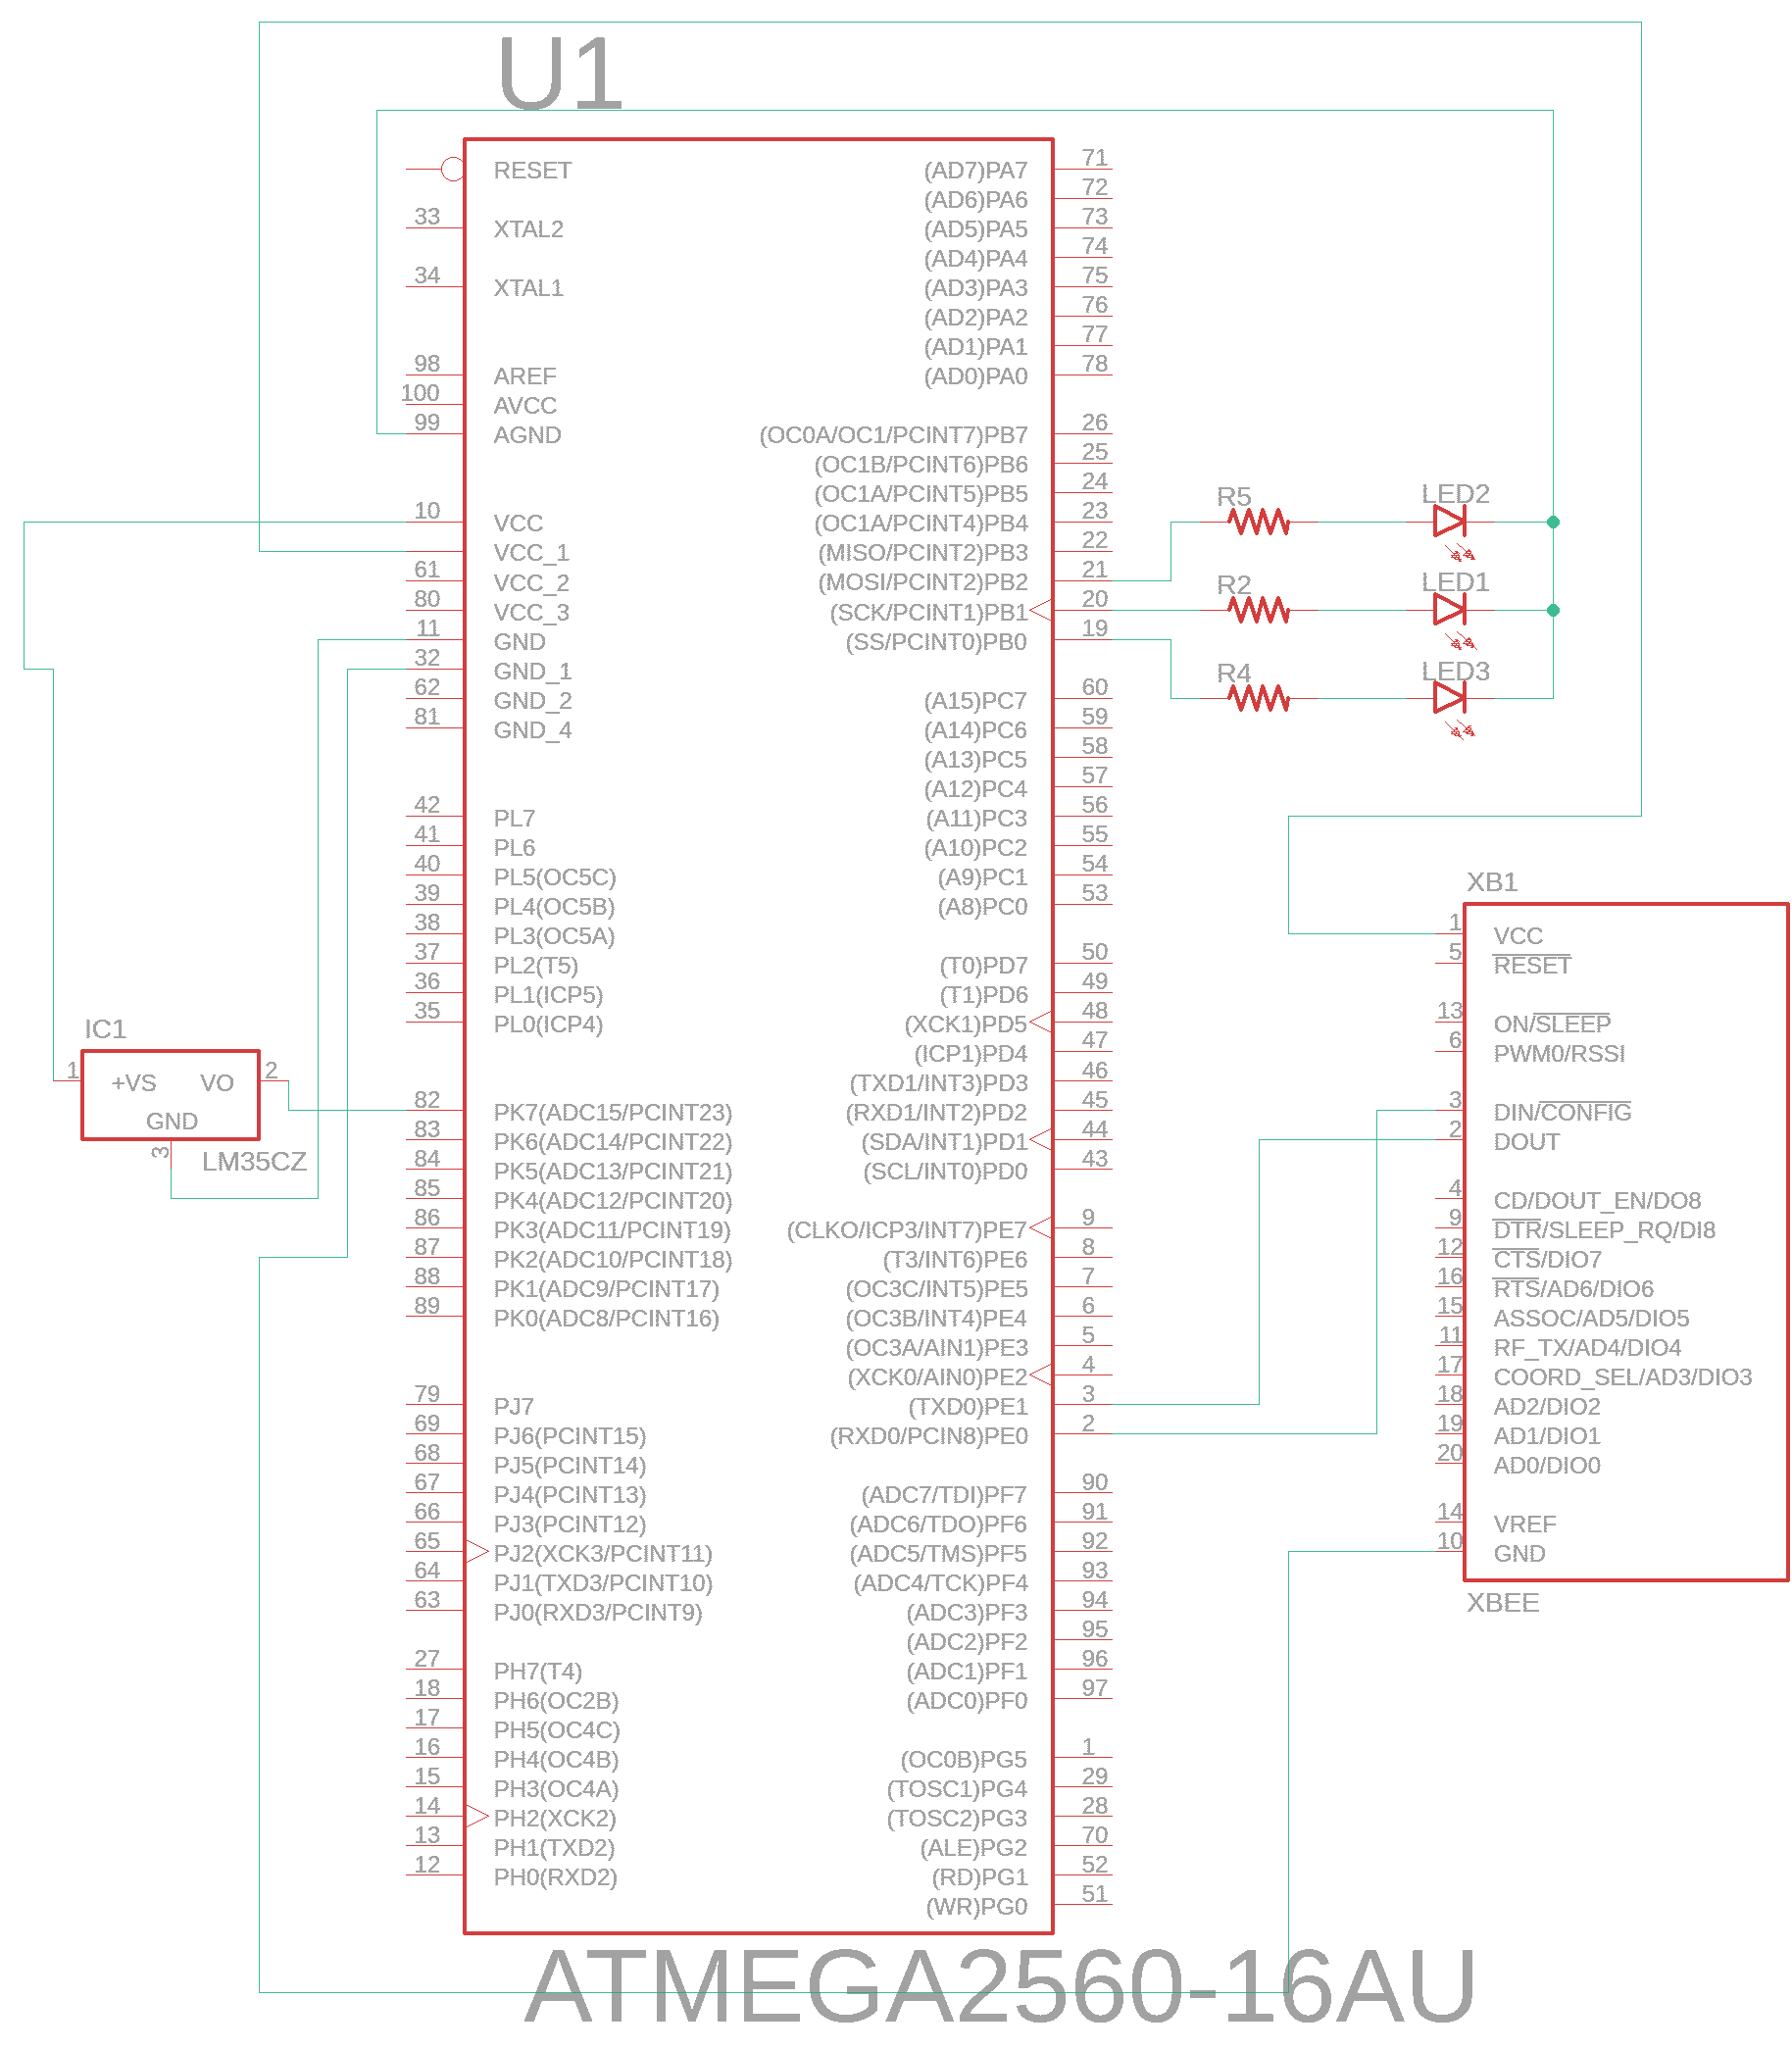 U1
RESET
33 XTAL2
34 XTAL1
98 AREF
100 AVCC
99 AGND
10 VCC
VCC_1
61 VCC_2
80 VCC_3
11 GND
32 GND_1
62 GND_2
81 GND_4
42 PL7
41 PL6
40 PL5(OC5C)
39 PL4(OC5B)
38 PL3(OC5A)
37 PL2(T5)
36 PL1(ICP5)
35 PL0(ICP4)
82 PK7(ADC15/PCINT23)
83 PK6(ADC14/PCINT22)
84 PK5(ADC13/PCINT21)
85 PK4(ADC12/PCINT20)
86 PK3(ADC11/PCINT19)
87 PK2(ADC10/PCINT18)
88 PK1(ADC9/PCINT17)
89 PK0(ADC8/PCINT16)
79 PJ7
69 PJ6(PCINT15)
68 PJ5(PCINT14)
67 PJ4(PCINT13)
66 PJ3(PCINT12)
65 PJ2(XCK3/PCINT11)
64 PJ1(TXD3/PCINT10)
63 PJ0(RXD3/PCINT9)
27 PH7(T4)
18 PH6(OC2B)
17 PH5(OC4C)
16 PH4(OC4B)
15 PH3(OC4A)
14 PH2(XCK2)
13 PH1(TXD2)
12 PH0(RXD2)
(AD7)PA7 71
(AD6)PA6 72
(AD5)PA5 73
(AD4)PA4 74
(AD3)PA3 75
(AD2)PA2 76
(AD1)PA1 77
(AD0)PA0 78
(OC0A/OC1/PCINT7)PB7 26
(OC1B/PCINT6)PB6 25
(OC1A/PCINT5)PB5 24
(OC1A/PCINT4)PB4 23
(MISO/PCINT2)PB3 22
(MOSI/PCINT2)PB2 21
(SCK/PCINT1)PB1 20
(SS/PCINT0)PB0 19
(A15)PC7 60
(A14)PC6 59
(A13)PC5 58
(A12)PC4 57
(A11)PC3 56
(A10)PC2 55
(A9)PC1 54
(A8)PC0 53
(T0)PD7 50
(T1)PD6 49
(XCK1)PD5 48
(ICP1)PD4 47
(TXD1/INT3)PD3 46
(RXD1/INT2)PD2 45
(SDA/INT1)PD1 44
(SCL/INT0)PD0 43
(CLKO/ICP3/INT7)PE7 9
(T3/INT6)PE6 8
(OC3C/INT5)PE5 7
(OC3B/INT4)PE4 6
(OC3A/AIN1)PE3 5
(XCK0/AIN0)PE2 4
(TXD0)PE1 3
(RXD0/PCIN8)PE0 2
(ADC7/TDI)PF7 90
(ADC6/TDO)PF6 91
(ADC5/TMS)PF5 92
(ADC4/TCK)PF4 93
(ADC3)PF3 94
(ADC2)PF2 95
(ADC1)PF1 96
(ADC0)PF0 97
(OC0B)PG5 1
(TOSC1)PG4 29
(TOSC2)PG3 28
(ALE)PG2 70
(RD)PG1 52
(WR)PG0 51
ATMEGA2560-16AU
IC1
1 +VS VO 2
GND
3
LM35CZ
R5 LED2
R2 LED1
R4 LED3
XB1
1 VCC
5 RESET
13 ON/SLEEP
6 PWM0/RSSI
3 DIN/CONFIG
2 DOUT
4 CD/DOUT_EN/DO8
9 DTR/SLEEP_RQ/DI8
12 CTS/DIO7
16 RTS/AD6/DIO6
15 ASSOC/AD5/DIO5
11 RF_TX/AD4/DIO4
17 COORD_SEL/AD3/DIO3
18 AD2/DIO2
19 AD1/DIO1
20 AD0/DIO0
14 VREF
10 GND
XBEE